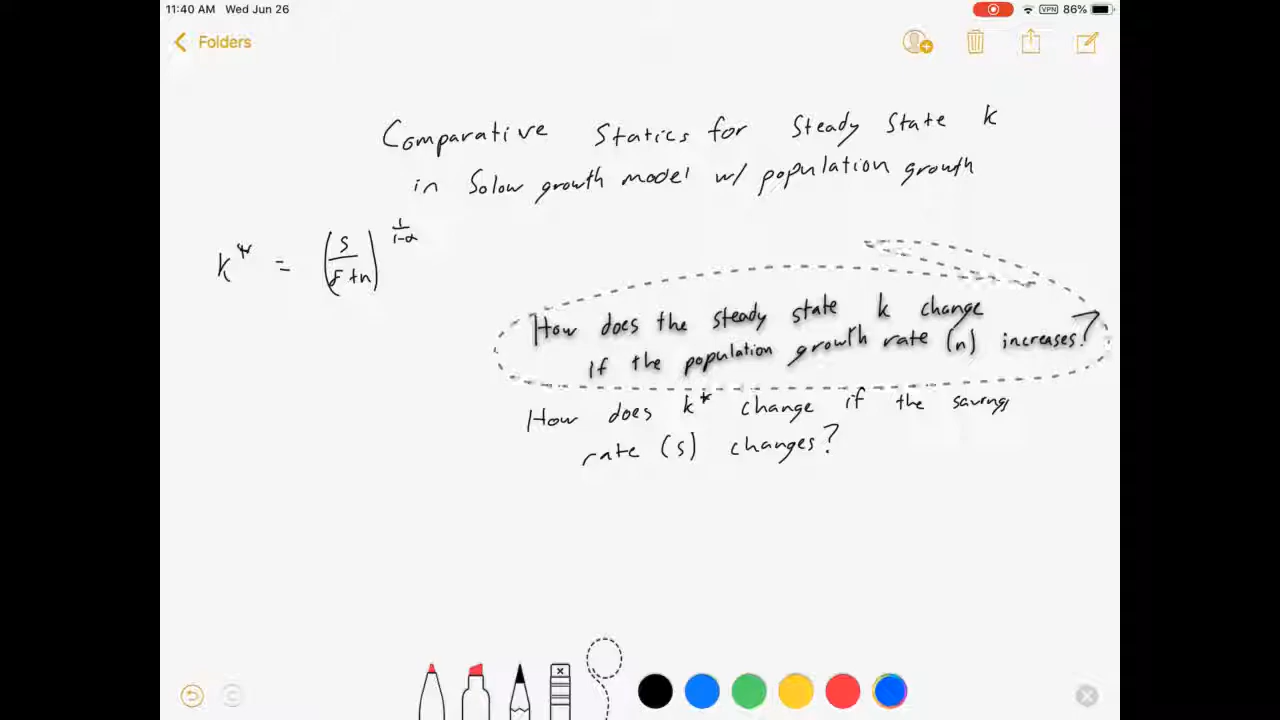 11:40 AM Wed Jun 26
VPN 86%
Folders
Comparative Statics for Steady State k
in Solow growth model w/ population growth
k* = (s/δ+n)^(1/1-α)
How does the steady state k change
if the population growth rate (n) increases?
How does k* change if the saving
rate (s) changes?